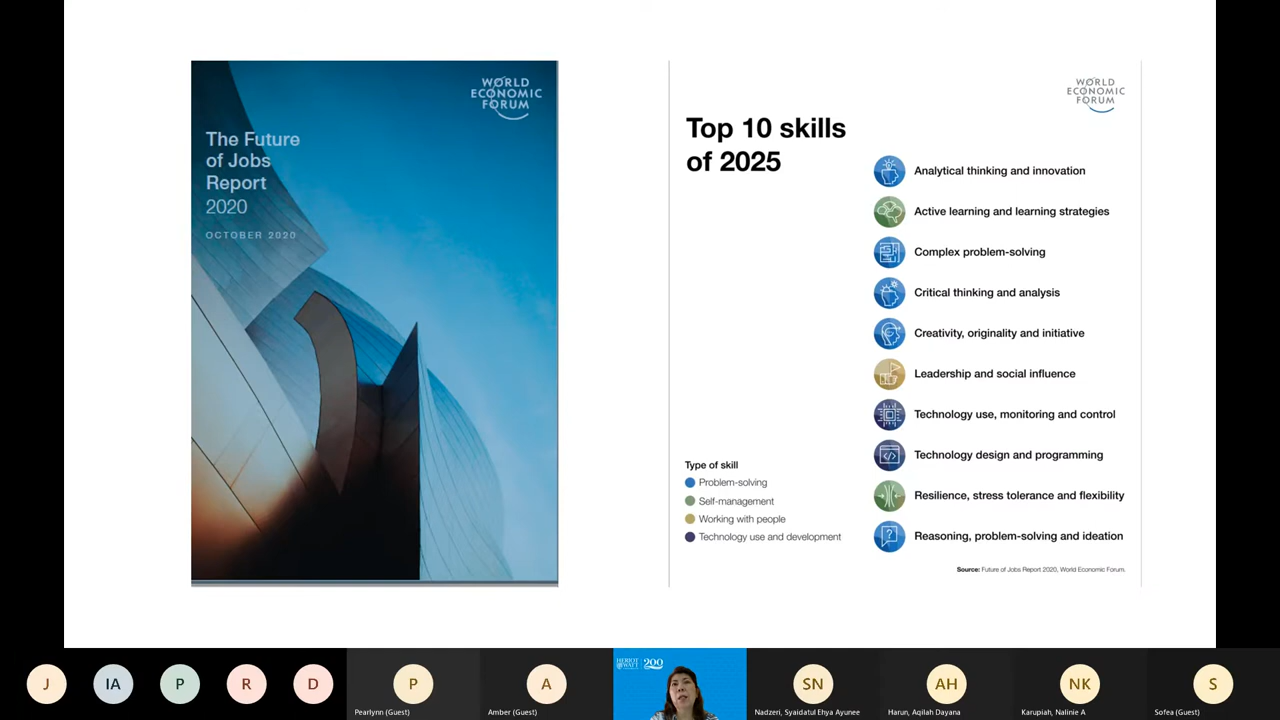 WORLD
ECONOMIC
FORUM
The Future
of Jobs
Report
2020
OCTOBER 2020
WORLD
ECONOMIC
FORUM
Top 10 skills
of 2025
Analytical thinking and innovation
Active learning and learning strategies
Complex problem-solving
Critical thinking and analysis
Creativity, originality and initiative
Leadership and social influence
Technology use, monitoring and control
Technology design and programming
Resilience, stress tolerance and flexibility
Reasoning, problem-solving and ideation
Type of skill
Problem-solving
Self-management
Working with people
Technology use and development
Source: Future of Jobs Report 2020, World Economic Forum.
J
IA
P
R
D
P
Pearlynn (Guest)
A
Amber (Guest)
HERIOT
WATT
200
SN
Nadzeri, Syaidatul Ehya Ayunee
AH
Harun, Aqilah Dayana
NK
Karupiah, Nalinie A
S
Sofea (Guest)